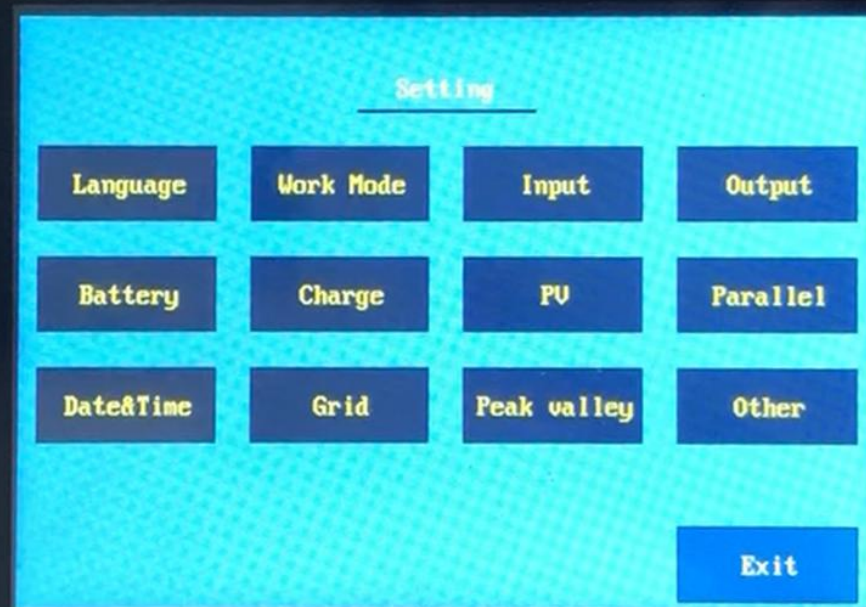 Setting
Language
Work Mode
Input
Output
Battery
Charge
PV
Parallel
Date&Time
Grid
Peak valley
Other
Exit